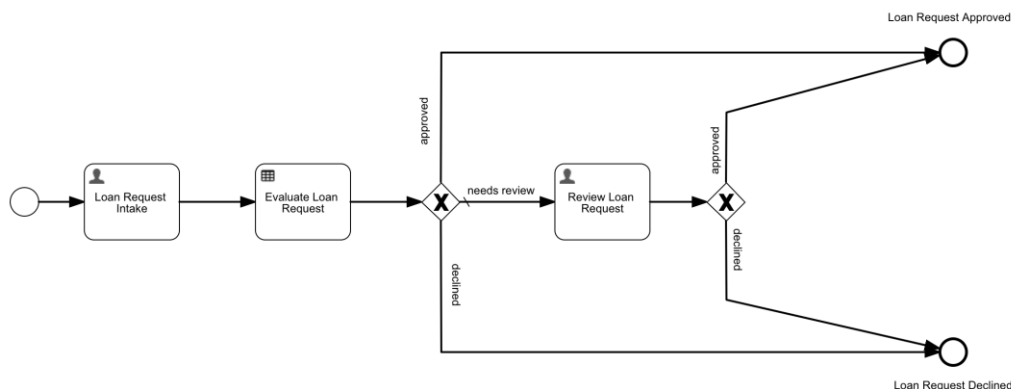 Loan Request Approved
approved
approved
Loan Request
Intake
Evaluate Loan
Request
needs review
Review Loan
Request
declined
declined
Loan Request Declined